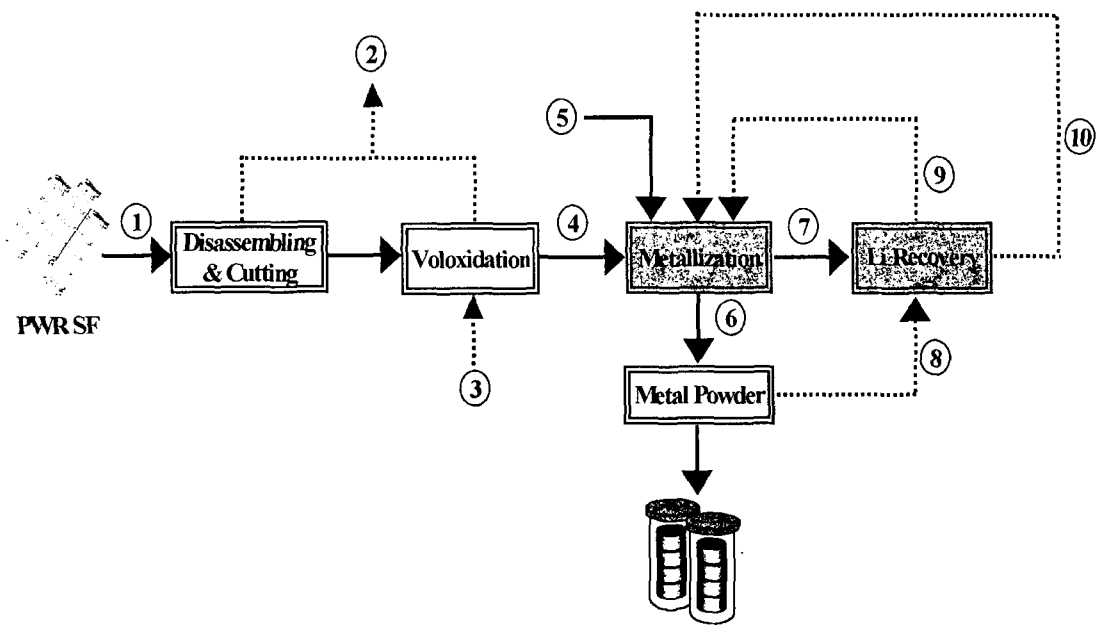 ②
⑤
⑩
⑨
①
Disassembling
& Cutting
Voloxidation
④
Metallization
⑦
Li Recovery
PWR SF
③
⑥
⑧
Metal Powder